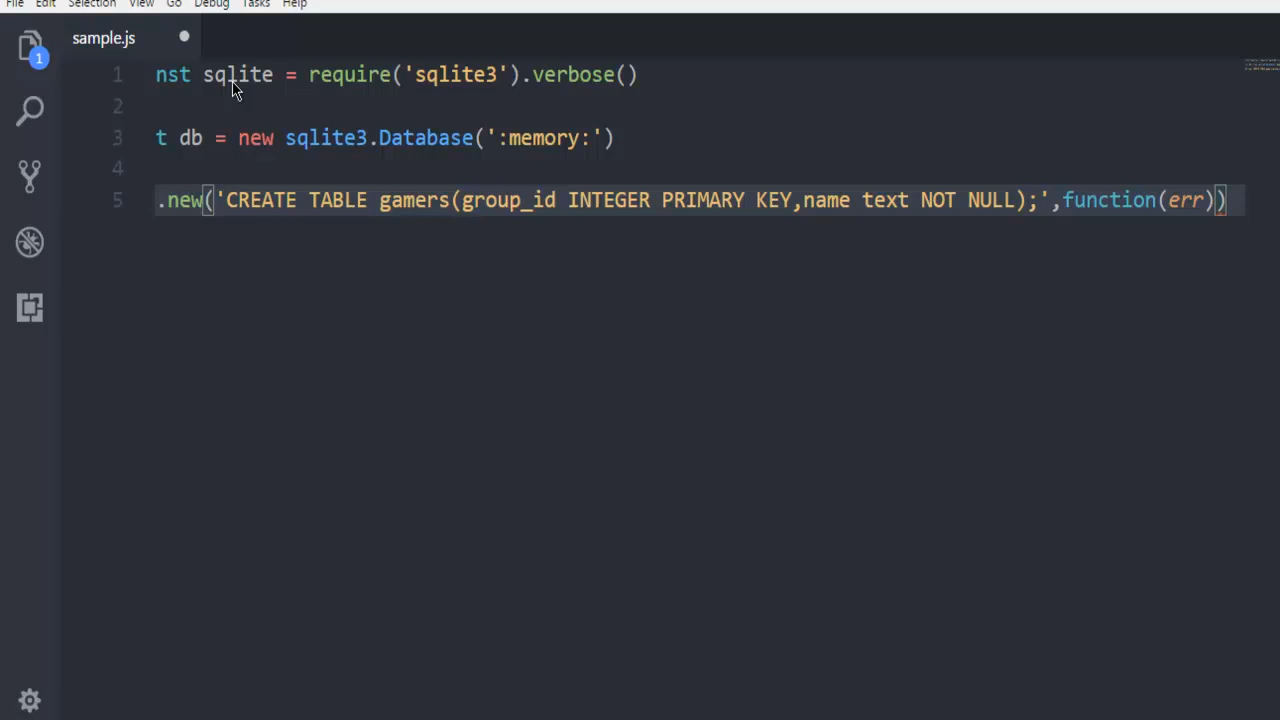 File Edit Selection View Go Debug Tasks Help
sample.js
1
1 nst sqlite = require('sqlite3').verbose()
2
3 t db = new sqlite3.Database(':memory:')
4
5 .new('CREATE TABLE gamers(group_id INTEGER PRIMARY KEY,name text NOT NULL);',function(err))